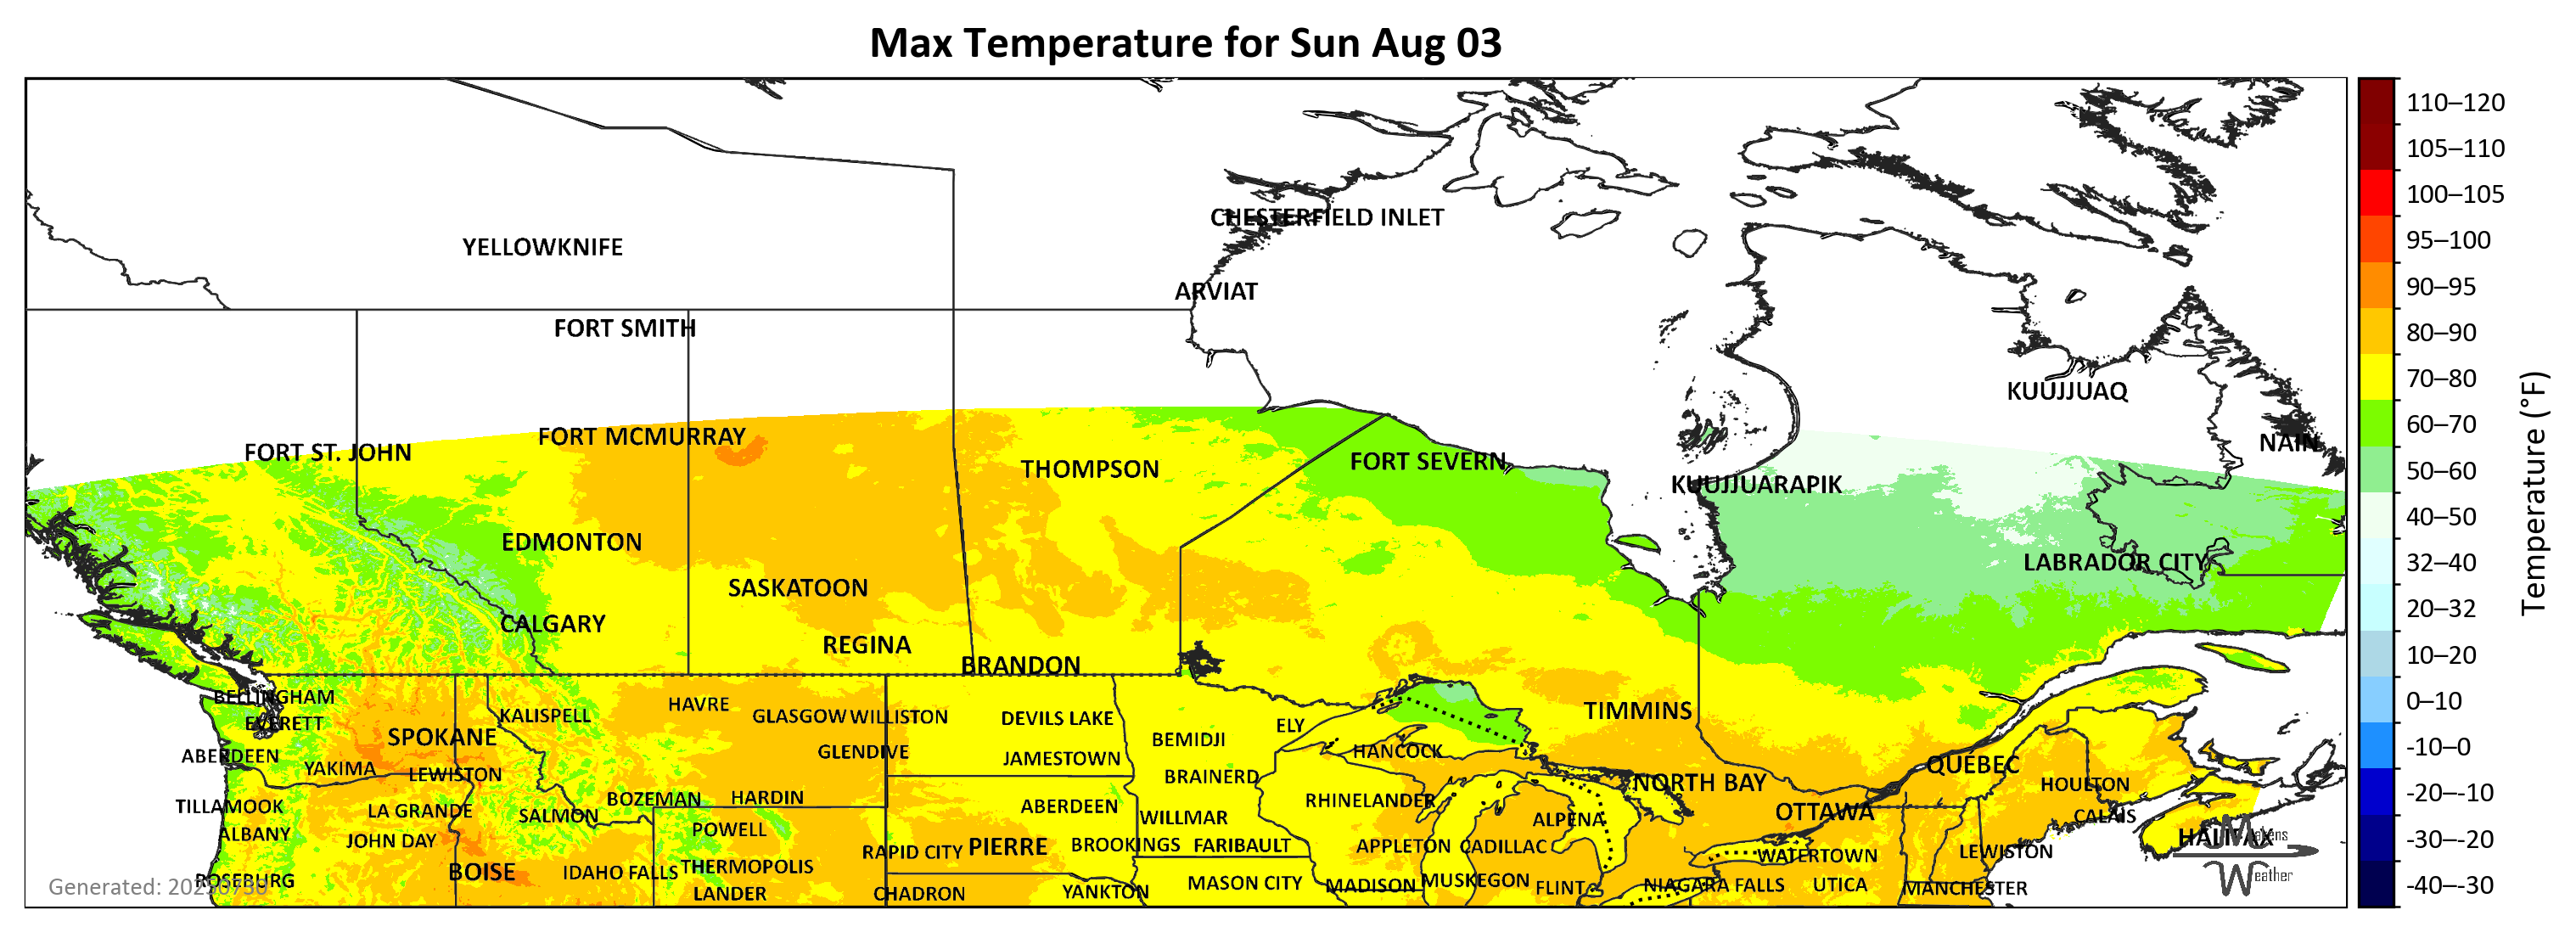 Max Temperature for Sun Aug 03
CHESTERFIELD INLET
YELLOWKNIFE
ARVIAT
FORT SMITH
KUUJJUAQ
FORT MCMURRAY
NAIN
FORT ST. JOHN
FORT SEVERN
THOMPSON
KUUJJUARAPIK
EDMONTON
LABRADOR CITY
SASKATOON
CALGARY
REGINA
BRANDON
BELLINGHAM
HAVRE
TIMMINS
KALISPELL
GLASGOW
WILLISTON
DEVILS LAKE
EVERETT
ELY
SPOKANE
BEMIDJI
HANCOCK
ABERDEEN
GLENDIVE
JAMESTOWN
QUÉBEC
YAKIMA
LEWISTON
BRAINERD
NORTH BAY
HOULTON
BOZEMAN
HARDIN
RHINELANDER
TILLAMOOK
LA GRANDE
ABERDEEN
SALMON
WILLMAR
OTTAWA
CALAIS
ALPENA
ALBANY
POWELL
JOHN DAY
HALIFAX
RAPID CITY
PIERRE
BROOKINGS
FARIBAULT
APPLETON
CADILLAC
WATERTOWN
LEWISTON
BOISE
IDAHO FALLS
THERMOPOLIS
ROSEBURG
MASON CITY
MADISON
MUSKEGON
FLINT
NIAGARA FALLS
UTICA
MANCHESTER
LANDER
CHADRON
YANKTON
Generated: 20250730
Makens
Weather
110–120
105–110
100–105
95–100
90–95
80–90
70–80
60–70
50–60
40–50
32–40
20–32
10–20
0–10
-10–0
-20–-10
-30–-20
-40–-30
Temperature (°F)